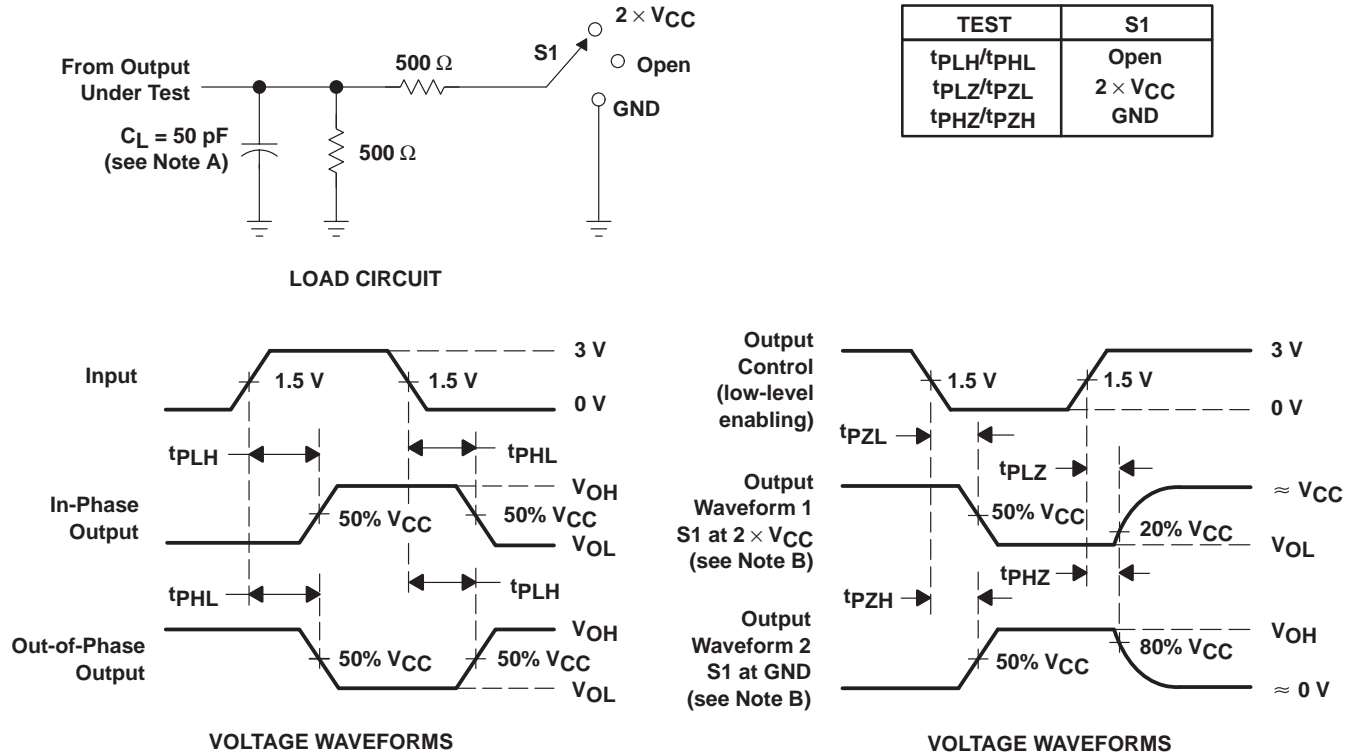 2 × VCC
S1
Open
GND
From Output
Under Test
500 Ω
CL = 50 pF
(see Note A)
500 Ω
LOAD CIRCUIT
TEST S1
tPLH/tPHL Open
tPLZ/tPZL 2 × VCC
tPHZ/tPZH GND
Input
3 V
1.5 V
1.5 V
0 V
tPLH
tPHL
In-Phase
Output
VOH
50% VCC
50% VCC
VOL
tPHL
tPLH
Out-of-Phase
Output
VOH
50% VCC
50% VCC
VOL
VOLTAGE WAVEFORMS
Output
Control
(low-level
enabling)
3 V
1.5 V
1.5 V
0 V
tPZL
tPLZ
Output
Waveform 1
S1 at 2 × VCC
(see Note B)
≈ VCC
50% VCC
20% VCC
VOL
tPZH
tPHZ
Output
Waveform 2
S1 at GND
(see Note B)
VOH
50% VCC
80% VCC
≈ 0 V
VOLTAGE WAVEFORMS